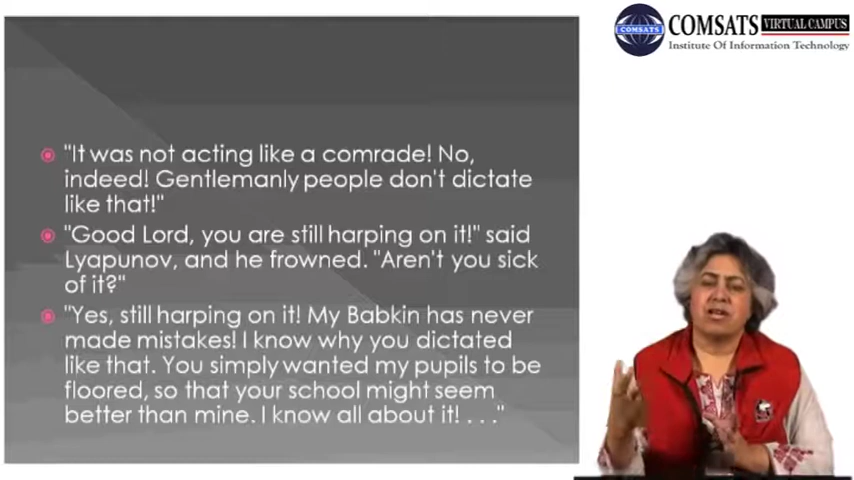 COMSATS VIRTUAL CAMPUS
COMSATS
Institute Of Information Technology
"It was not acting like a comrade! No,
indeed! Gentlemanly people don't dictate
like that!"
"Good Lord, you are still harping on it!" said
Lyapunov, and he frowned. "Aren't you sick
of it?"
"Yes, still harping on it! My Babkin has never
made mistakes! I know why you dictated
like that. You simply wanted my pupils to be
floored, so that your school might seem
better than mine. I know all about it! . . ."